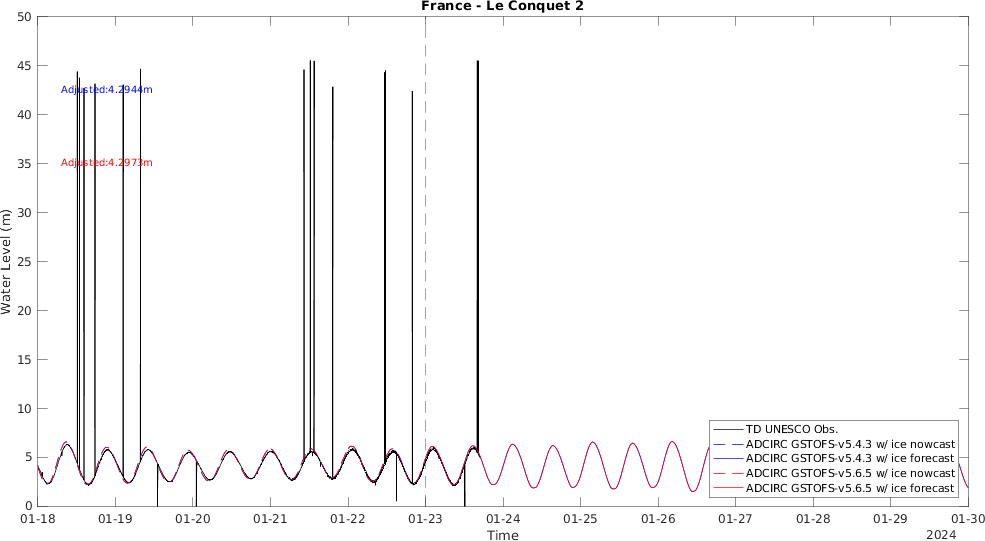 France - Le Conquet 2
50
45
40
35
30
25
20
15
10
5
0
Water Level (m)
Adjusted:4.2944m
Adjusted:4.2973m
TD UNESCO Obs.
ADCIRC GSTOFS-v5.4.3 w/ ice nowcast
ADCIRC GSTOFS-v5.4.3 w/ ice forecast
ADCIRC GSTOFS-v5.6.5 w/ ice nowcast
ADCIRC GSTOFS-v5.6.5 w/ ice forecast
01-18 01-19 01-20 01-21 01-22 01-23 01-24 01-25 01-26 01-27 01-28 01-29 01-30
Time
2024